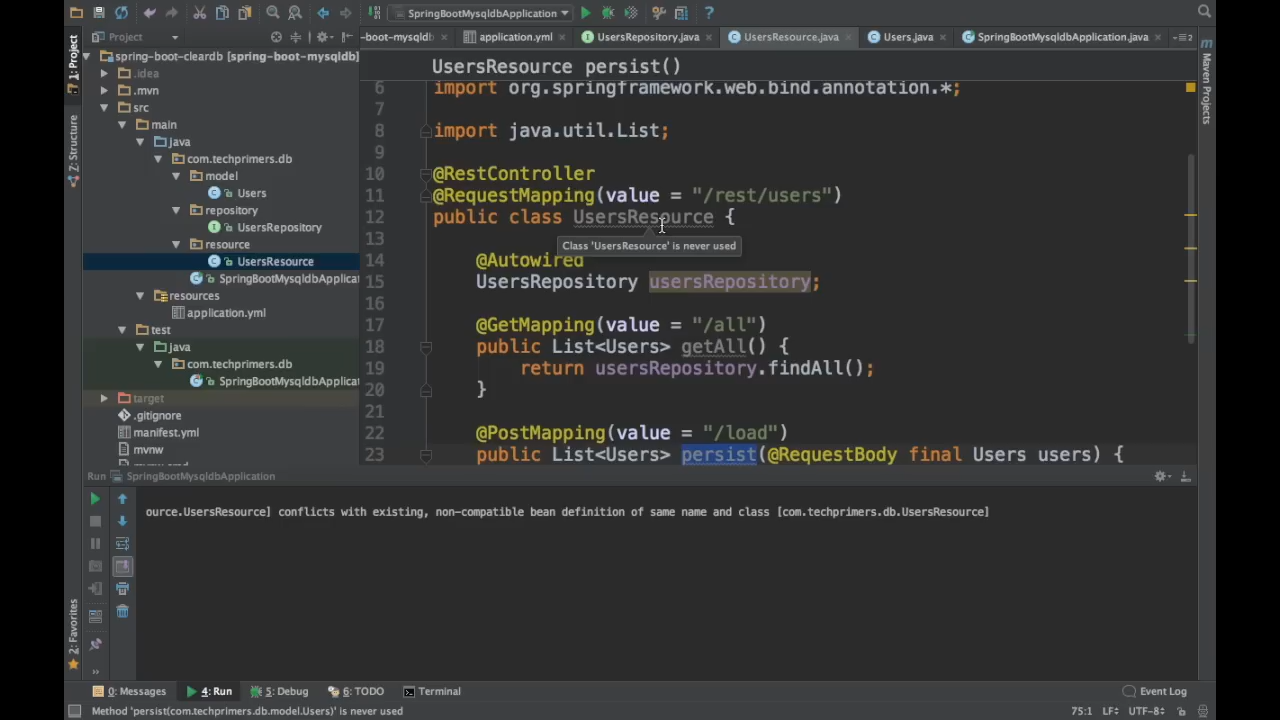 SpringBootMysqldbApplication
Project
-boot-mysqldb
application.yml
UsersRepository.java
UsersResource.java
Users.java
SpringBootMysqldbApplication.java
2
1: Project
Z: Structure
2: Favorites
Maven Projects
spring-boot-cleardb [spring-boot-mysqldb]
.idea
.mvn
src
main
java
com.techprimers.db
model
Users
repository
UsersRepository
resource
UsersResource
SpringBootMysqldbApplicat
resources
application.yml
test
java
com.techprimers.db
SpringBootMysqldbApplicat
target
.gitignore
manifest.yml
mvnw
UsersResource persist()
6 import org.springframework.web.bind.annotation.*;
7
8 import java.util.List;
9
10 @RestController
11 @RequestMapping(value = "/rest/users")
12 public class UsersResource {
13
Class 'UsersResource' is never used
14 @Autowired
15 UsersRepository usersRepository;
16
17 @GetMapping(value = "/all")
18 public List<Users> getAll() {
19 return usersRepository.findAll();
20 }
21
22 @PostMapping(value = "/load")
23 public List<Users> persist(@RequestBody final Users users) {
Run SpringBootMysqldbApplication
ource.UsersResource] conflicts with existing, non-compatible bean definition of same name and class [com.techprimers.db.UsersResource]
0: Messages
4: Run
5: Debug
6: TODO
Terminal
Event Log
Method 'persist(com.techprimers.db.model.Users)' is never used
75:1 LF UTF-8